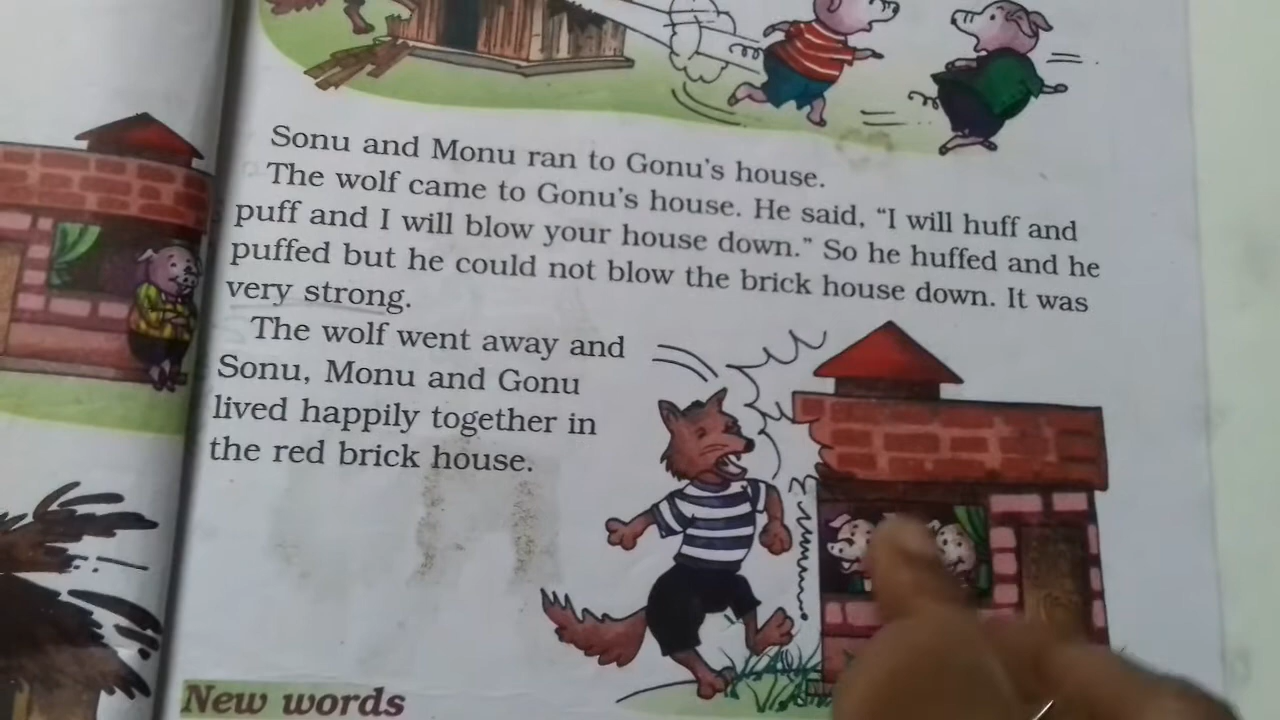 Sonu and Monu ran to Gonu's house.
The wolf came to Gonu's house. He said, "I will huff and
puff and I will blow your house down." So he huffed and he
puffed but he could not blow the brick house down. It was
very strong.
The wolf went away and
Sonu, Monu and Gonu
lived happily together in
the red brick house.
New words